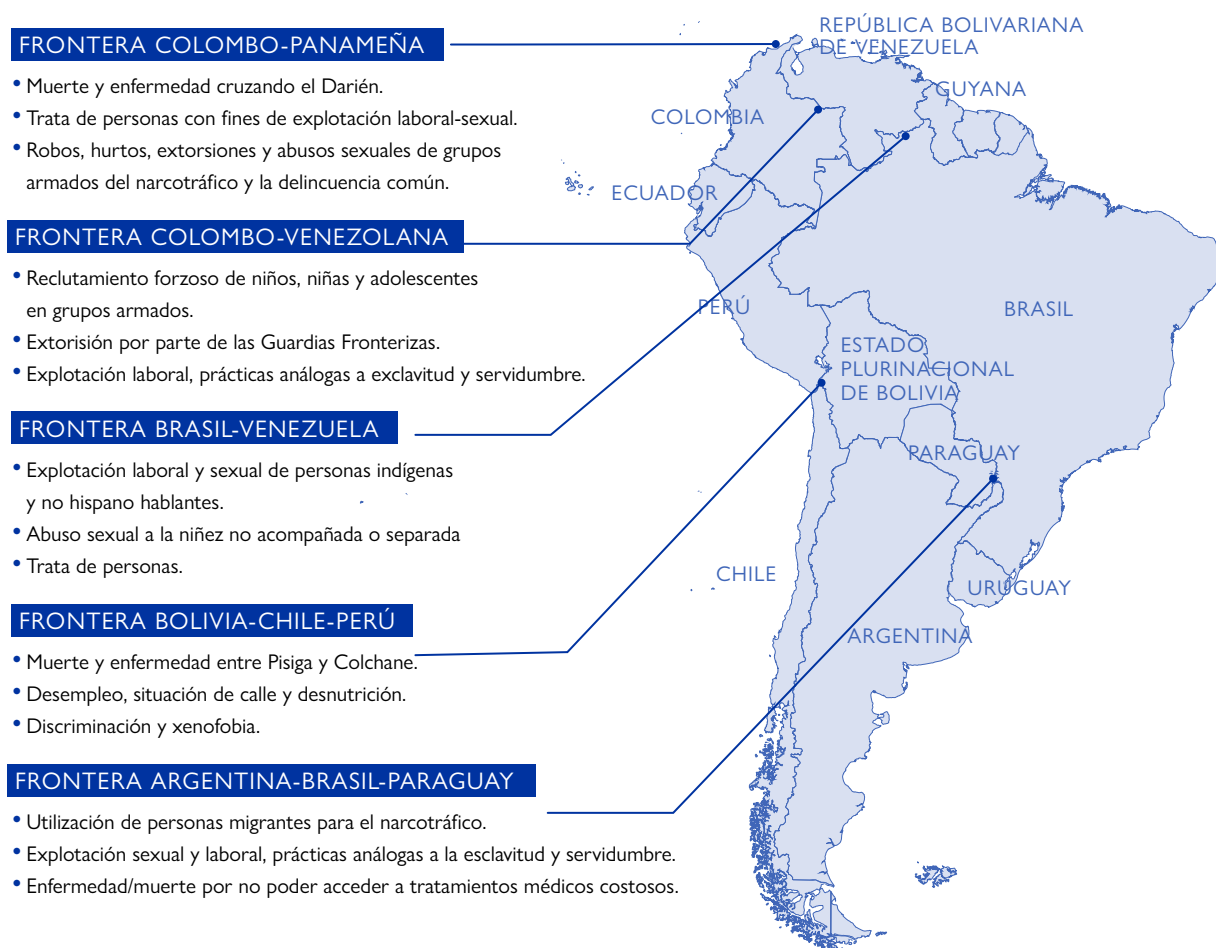 FRONTERA COLOMBO-PANAMEÑA
• Muerte y enfermedad cruzando el Darién.
• Trata de personas con fines de explotación laboral-sexual.
• Robos, hurtos, extorsiones y abusos sexuales de grupos
armados del narcotráfico y la delincuencia común.
FRONTERA COLOMBO-VENEZOLANA
• Reclutamiento forzoso de niños, niñas y adolescentes
en grupos armados.
• Extorisión por parte de las Guardias Fronterizas.
• Explotación laboral, prácticas análogas a exclavitud y servidumbre.
FRONTERA BRASIL-VENEZUELA
• Explotación laboral y sexual de personas indígenas
y no hispano hablantes.
• Abuso sexual a la niñez no acompañada o separada
• Trata de personas.
FRONTERA BOLIVIA-CHILE-PERÚ
• Muerte y enfermedad entre Pisiga y Colchane.
• Desempleo, situación de calle y desnutrición.
• Discriminación y xenofobia.
FRONTERA ARGENTINA-BRASIL-PARAGUAY
• Utilización de personas migrantes para el narcotráfico.
• Explotación sexual y laboral, prácticas análogas a la esclavitud y servidumbre.
• Enfermedad/muerte por no poder acceder a tratamientos médicos costosos.
REPÚBLICA BOLIVARIANA
DE VENEZUELA
GUYANA
COLOMBIA
ECUADOR
PERÚ
BRASIL
ESTADO
PLURINACIONAL
DE BOLIVIA
PARAGUAY
CHILE
URUGUAY
ARGENTINA